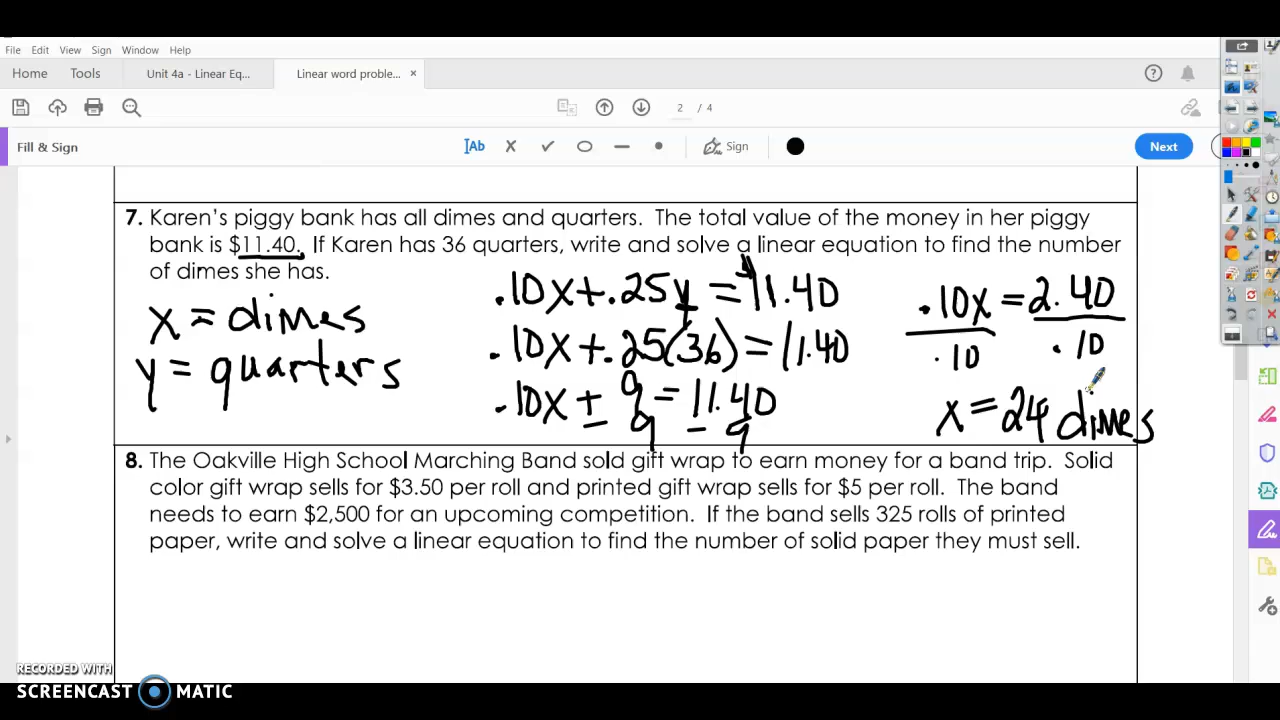 File Edit View Sign Window Help
Home Tools Unit 4a - Linear Eq... Linear word proble... ×
2 / 4
Fill & Sign
Ab
Sign
Next
7. Karen's piggy bank has all dimes and quarters. The total value of the money in her piggy
bank is $11.40. If Karen has 36 quarters, write and solve a linear equation to find the number
of dimes she has.
x = dimes
y = quarters
.10x + .25y = 11.40
.10x + .25(36) = 11.40
.10x + 9 = 11.40
- 9 - 9
.10x = 2.40
.10 .10
x = 24 dimes
8. The Oakville High School Marching Band sold gift wrap to earn money for a band trip. Solid
color gift wrap sells for $3.50 per roll and printed gift wrap sells for $5 per roll. The band
needs to earn $2,500 for an upcoming competition. If the band sells 325 rolls of printed
paper, write and solve a linear equation to find the number of solid paper they must sell.
RECORDED WITH
SCREENCAST MATIC